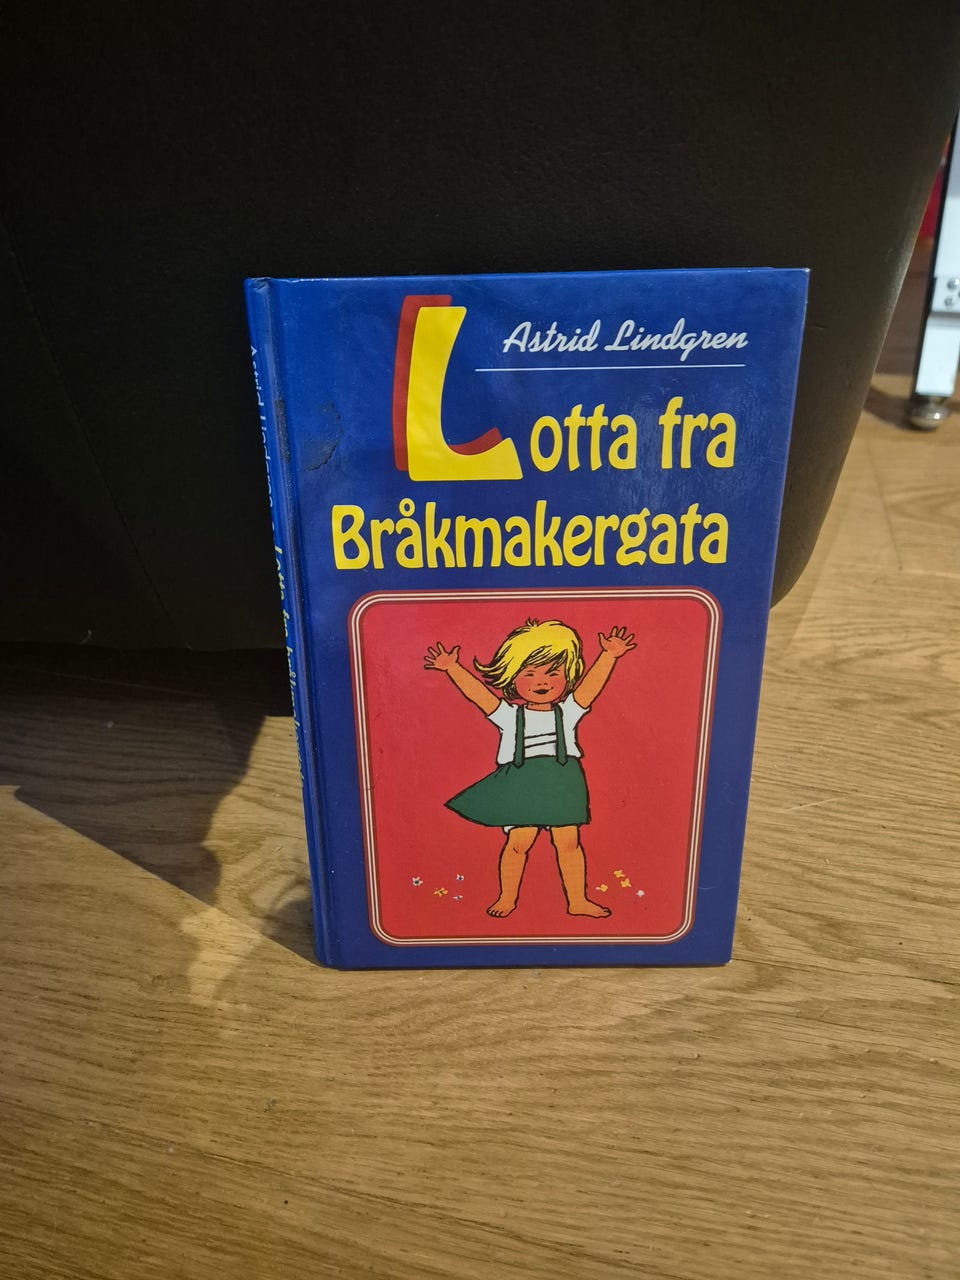 Astrid Lindgren
Lotta fra
Bråkmakergata